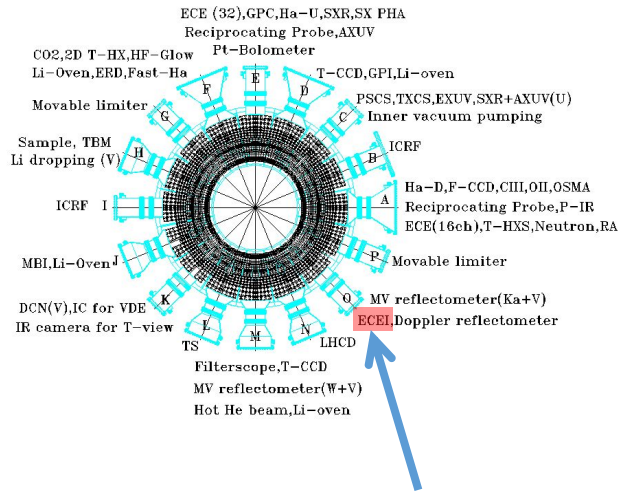 ECE (32),GPC,Ha-U,SXR,SX PHA
Reciprocating Probe,AXUV
Pt-Bolometer
CO2,2D T-HX,HF-Glow
Li-Oven,ERD,Fast-Ha
T-CCD,GPI,Li-oven
Movable limiter
PSCS,TXCS,EXUV,SXR+AXUV(U)
Inner vacuum pumping
Sample, TBM
Li dropping (V)
ICRF
ICRF
Ha-D,F-CCD,CIII,OII,OSMA
Reciprocating Probe,P-IR
ECE(16ch),T-HXS,Neutron,RA
MBI,Li-Oven
Movable limiter
DCN(V),IC for VDE
IR camera for T-view
MV reflectometer(Ka+V)
ECEI,Doppler reflectometer
TS
LHCD
Filterscope,T-CCD
MV reflectometer(W+V)
Hot He beam,Li-oven
A
B
C
D
E
F
G
H
I
J
K
L
M
N
O
P